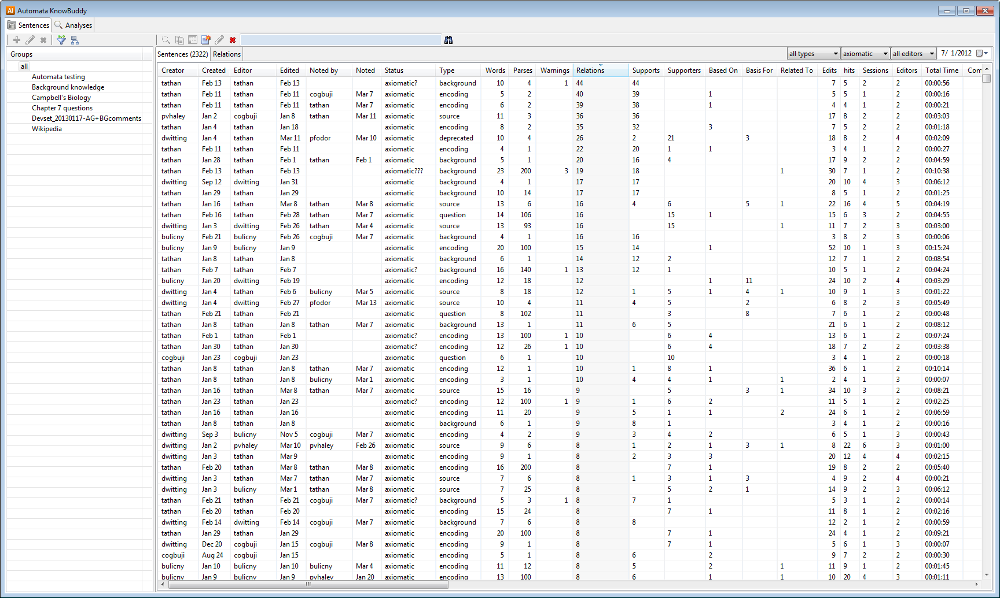 Ai Automata KnowBuddy
Sentences Analyses
Groups
all
Automata testing
Background knowledge
Campbell's Biology
Chapter 7 questions
Devset_20130117-AG+BGcomments
Wikipedia
Sentences (2322) Relations all types axiomatic all editors 7/ 1/2012
Creator Created Editor Edited Noted by Noted Status Type Words Parses Warnings Relations Supports Supporters Based On Basis For Related To Edits hits Sessions Editors Total Time Com
tathan Feb 13 tathan Feb 13 axiomatic? background 10 4 1 44 44 7 5 2 2 00:00:56
tathan Feb 11 tathan Feb 11 cogbuji Mar 7 axiomatic encoding 5 2 40 39 1 5 5 1 2 00:00:16
tathan Feb 11 tathan Feb 11 tathan Mar 7 axiomatic encoding 6 2 39 38 1 4 4 1 2 00:00:21
pvhaley Jan 2 cogbuji Jan 8 tathan Mar 11 axiomatic source 11 3 36 36 17 8 2 2 00:03:03
tathan Jan 4 tathan Jan 18 axiomatic encoding 8 2 35 32 3 7 5 2 2 00:01:18
dwitting Jan 4 tathan Mar 11 pfodor Mar 10 axiomatic deprecated 10 4 26 2 21 3 18 8 2 4 00:02:09
tathan Feb 11 tathan Feb 11 axiomatic encoding 4 1 22 20 1 1 3 4 1 2 00:00:27
tathan Jan 28 tathan Feb 1 tathan Feb 1 axiomatic background 5 1 20 16 4 17 9 2 2 00:04:59
tathan Feb 13 tathan Feb 13 axiomatic??? background 23 200 3 19 18 1 30 7 1 2 00:10:38
dwitting Sep 12 dwitting Jan 31 axiomatic background 4 1 17 17 20 10 4 3 00:06:12
tathan Jan 29 tathan Jan 29 axiomatic background 10 14 17 17 8 5 1 2 00:01:25
tathan Jan 16 tathan Mar 8 tathan Mar 8 axiomatic source 13 6 16 4 6 5 1 22 16 4 5 00:04:19
tathan Feb 16 tathan Feb 28 tathan Mar 7 axiomatic question 14 106 16 15 1 15 6 3 2 00:04:55
dwitting Jan 3 dwitting Feb 26 tathan Mar 4 axiomatic source 13 93 16 15 1 11 7 2 3 00:03:00
bulicny Feb 21 bulicny Feb 26 cogbuji Mar 7 axiomatic background 4 1 16 16 3 8 2 3 00:00:06
bulicny Jan 9 bulicny Jan 9 axiomatic encoding 20 100 15 14 1 52 10 1 3 00:15:24
tathan Jan 8 tathan Jan 8 axiomatic background 6 1 14 12 2 12 7 1 2 00:08:54
tathan Feb 7 tathan Feb 7 axiomatic? background 16 140 1 13 12 1 10 5 1 2 00:04:24
bulicny Jan 20 dwitting Feb 19 axiomatic encoding 12 18 12 1 11 24 10 2 4 00:03:29
dwitting Jan 4 tathan Feb 6 bulicny Mar 5 axiomatic source 8 18 12 1 5 1 4 1 10 9 1 3 00:01:22
dwitting Jan 4 dwitting Feb 27 pfodor Mar 13 axiomatic source 10 4 11 4 5 2 6 8 2 3 00:05:49
tathan Feb 21 tathan Feb 21 axiomatic question 8 102 11 3 8 7 6 1 2 00:00:48
tathan Jan 8 tathan Jan 8 tathan Mar 7 axiomatic background 13 1 11 6 5 21 6 1 2 00:08:12
tathan Feb 1 tathan Feb 1 axiomatic? encoding 13 100 1 10 6 4 13 6 1 2 00:07:24
tathan Jan 30 tathan Jan 30 axiomatic? encoding 12 26 1 10 6 4 18 7 2 2 00:03:38
cogbuji Jan 23 cogbuji Jan 23 axiomatic question 6 1 10 10 3 4 1 2 00:00:18
tathan Jan 8 tathan Jan 8 tathan Mar 7 axiomatic encoding 12 1 10 1 8 1 36 6 1 2 00:10:14
tathan Jan 8 tathan Jan 8 bulicny Mar 1 axiomatic encoding 3 1 10 4 4 1 1 2 4 1 3 00:00:07
tathan Jan 16 tathan Mar 8 tathan Mar 7 axiomatic source 15 16 9 5 3 1 34 10 3 2 00:08:21
tathan Jan 23 tathan Jan 23 axiomatic? encoding 12 100 1 9 1 6 2 11 5 1 2 00:02:25
tathan Jan 16 tathan Jan 16 axiomatic encoding 11 20 9 5 1 1 2 24 6 1 2 00:06:59
tathan Jan 8 tathan Jan 8 axiomatic background 6 1 9 8 1 3 4 1 2 00:00:16
dwitting Sep 3 bulicny Nov 5 cogbuji Mar 7 axiomatic encoding 4 2 9 3 4 2 6 5 1 3 00:00:43
dwitting Jan 2 pvhaley Mar 10 pvhaley Feb 26 axiomatic source 9 6 8 1 2 1 3 1 8 22 6 3 00:01:00
dwitting Jan 3 tathan Mar 9 axiomatic encoding 9 1 8 2 3 3 20 12 4 4 00:02:15
tathan Feb 20 tathan Mar 8 tathan Mar 8 axiomatic encoding 16 200 8 7 1 19 8 2 2 00:05:40
dwitting Jan 3 tathan Mar 7 tathan Mar 7 axiomatic source 7 6 8 1 3 1 3 4 9 2 4 00:00:21
dwitting Jan 3 bulicny Mar 1 tathan Mar 8 axiomatic source 7 25 8 5 2 1 14 9 2 3 00:06:12
tathan Feb 21 tathan Feb 21 cogbuji Mar 7 axiomatic? background 5 3 1 8 7 1 5 3 1 2 00:00:14
tathan Feb 20 tathan Feb 20 axiomatic encoding 15 24 8 7 1 11 8 1 2 00:02:16
dwitting Feb 14 dwitting Feb 14 cogbuji Mar 7 axiomatic background 7 6 8 8 12 2 1 2 00:00:59
tathan Jan 29 tathan Jan 29 axiomatic encoding 20 100 8 7 1 24 4 1 2 00:09:21
dwitting Dec 20 cogbuji Jan 15 cogbuji Mar 8 axiomatic encoding 9 1 8 7 1 5 6 1 3 00:00:07
cogbuji Aug 24 cogbuji Jan 15 axiomatic encoding 5 1 8 6 2 9 7 2 2 00:00:30
bulicny Jan 10 bulicny Jan 10 bulicny Mar 4 axiomatic encoding 11 12 8 5 2 1 11 9 1 2 00:01:45
bulicny Jan 9 bulicny Jan 9 pvhaley Jan 20 axiomatic encoding 13 100 8 6 1 1 10 20 4 3 00:01:11